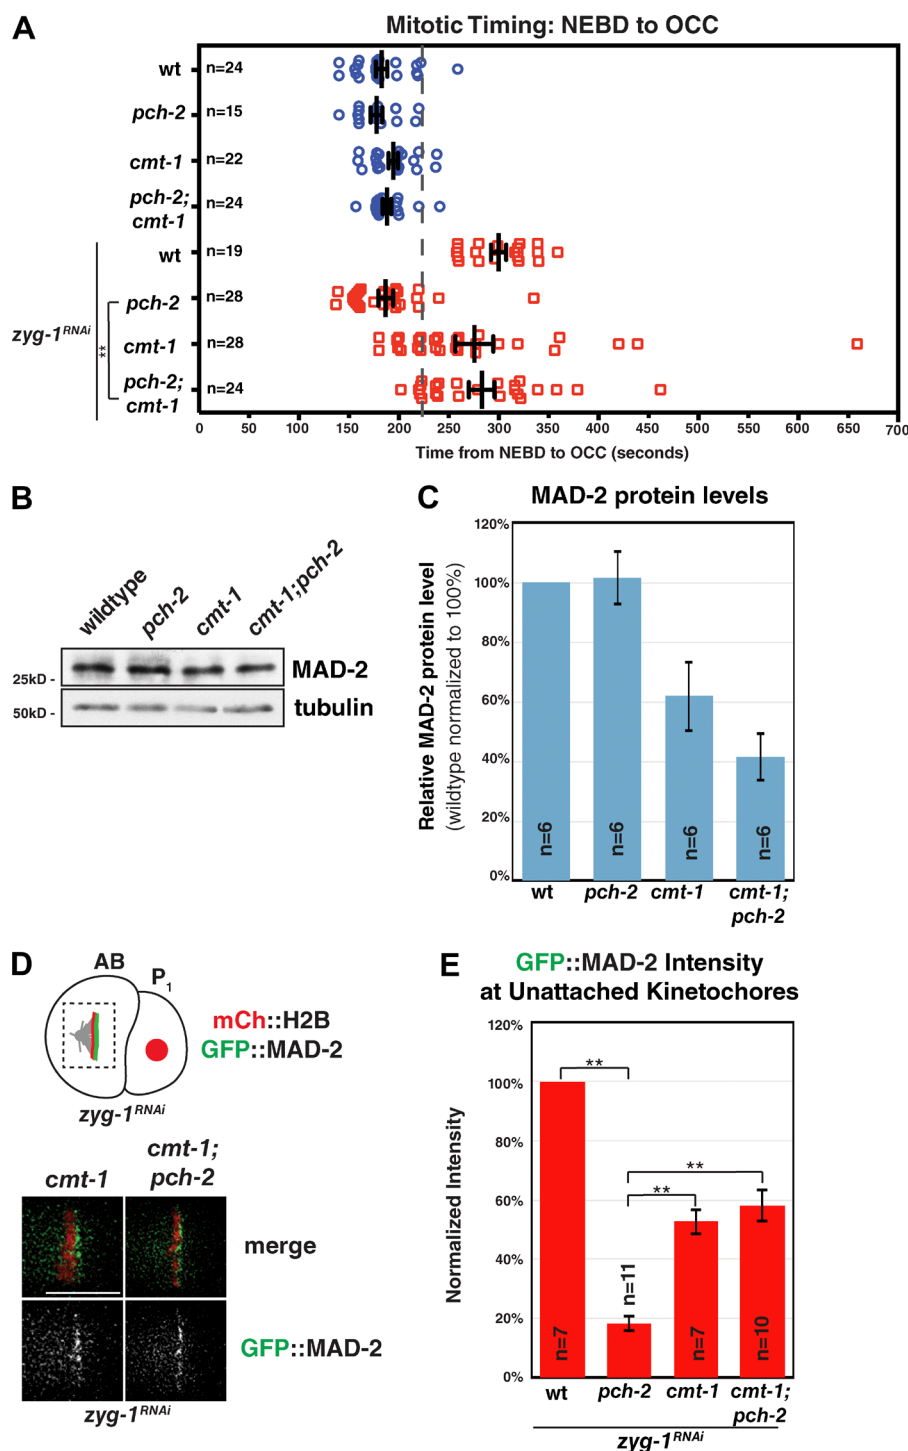 A
Mitotic Timing: NEBD to OCC
wt n=24
pch-2 n=15
cmt-1 n=22
pch-2; cmt-1 n=24
wt n=19
pch-2 n=28
cmt-1 n=28
pch-2; cmt-1 n=24
zyg-1RNAi
**
0 50 100 150 200 250 300 350 400 450 500 550 600 650 700
Time from NEBD to OCC (seconds)
B
wildtype pch-2 cmt-1 cmt-1;pch-2
25kD - MAD-2
50kD - tubulin
C
MAD-2 protein levels
Relative MAD-2 protein level
(wildtype normalized to 100%)
120%
100%
80%
60%
40%
20%
0%
n=6 n=6 n=6 n=6
wt pch-2 cmt-1 cmt-1;
pch-2
D
AB
P1
mCh::H2B
GFP::MAD-2
zyg-1RNAi
cmt-1 cmt-1;
pch-2
merge
GFP::MAD-2
zyg-1RNAi
E
GFP::MAD-2 Intensity
at Unattached Kinetochores
Normalized Intensity
120%
100%
80%
60%
40%
20%
0%
**
**
**
n=7 n=11 n=7 n=10
wt pch-2 cmt-1 cmt-1;
pch-2
zyg-1RNAi